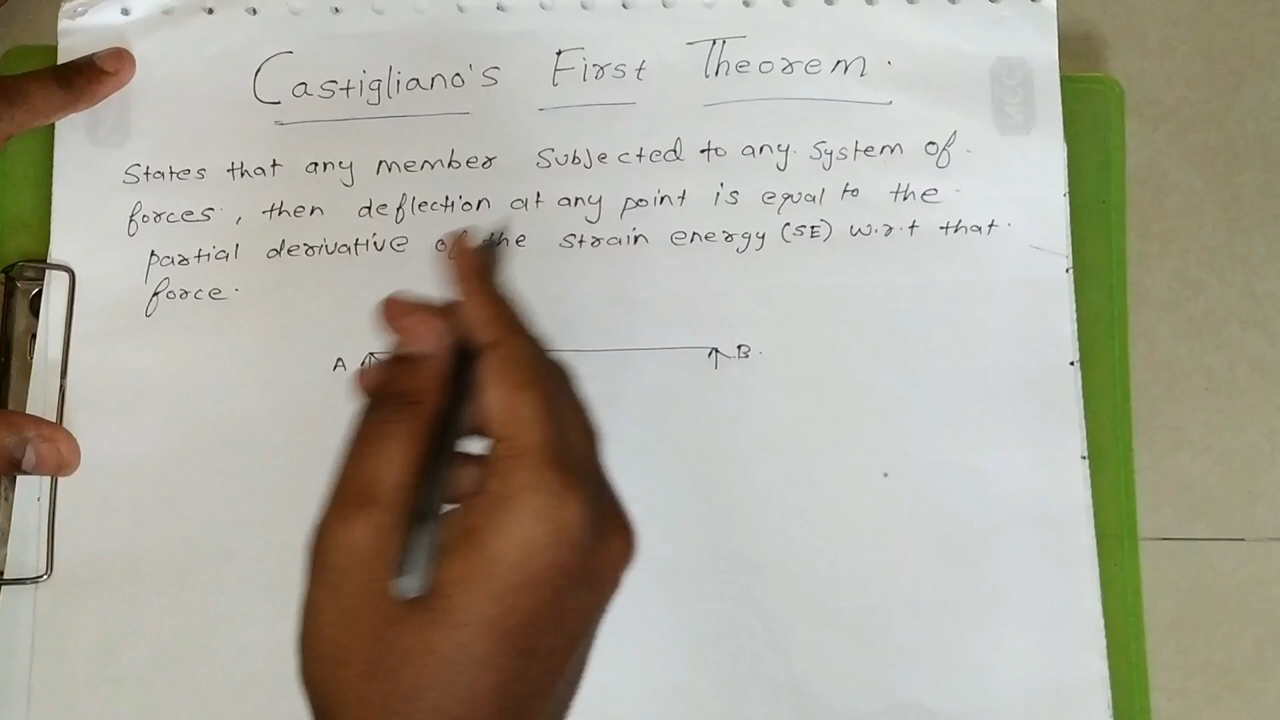 Castigliano's First Theorem.
States that any member subjected to any system of
forces, then deflection at any point is equal to the
partial derivative of the strain energy (SE) w.r.t that
force.
A B.